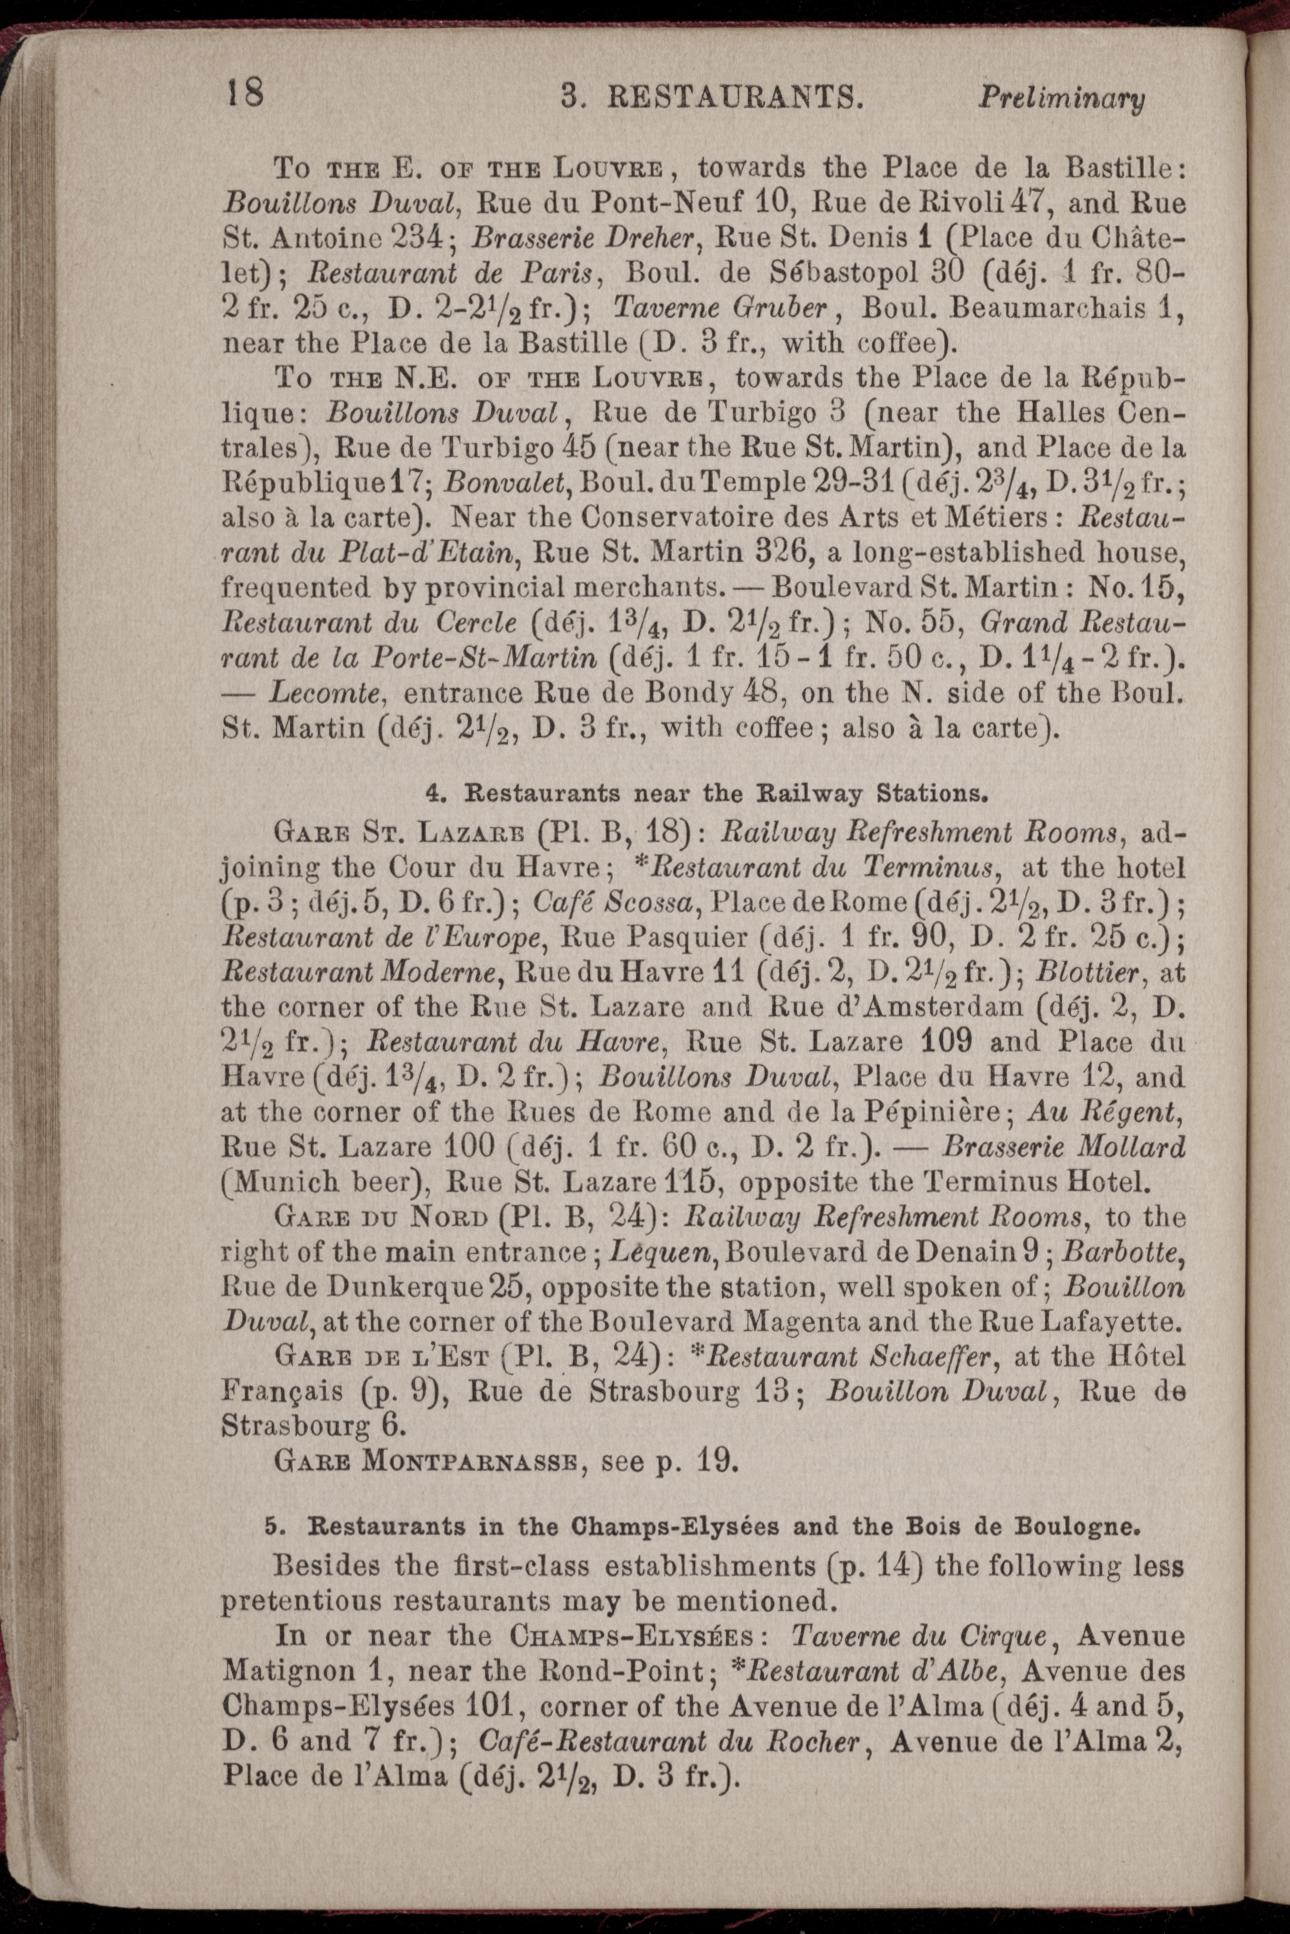 18 3. RESTAURANTS. Preliminary
To the E. of the Louvre, towards the Place de la Bastille:
Bouillons Duval, Rue du Pont-Neuf 10, Rue de Rivoli 47, and Rue
St. Antoine 234; Brasserie Dreher, Rue St. Denis 1 (Place du Châte-
let); Restaurant de Paris, Boul. de Sébastopol 30 (déj. 1 fr. 80-
2 fr. 25 c., D. 2-2½ fr.); Taverne Gruber, Boul. Beaumarchais 1,
near the Place de la Bastille (D. 3 fr., with coffee).
To the N.E. of the Louvre, towards the Place de la Répub-
lique: Bouillons Duval, Rue de Turbigo 3 (near the Halles Cen-
trales), Rue de Turbigo 45 (near the Rue St. Martin), and Place de la
République 17; Bonvalet, Boul. du Temple 29-31 (déj. 2¾, D. 3½ fr.;
also à la carte). Near the Conservatoire des Arts et Métiers: Restau-
rant du Plat-d'Etain, Rue St. Martin 326, a long-established house,
frequented by provincial merchants. — Boulevard St. Martin: No. 15,
Restaurant du Cercle (déj. 1¾, D. 2½ fr.); No. 55, Grand Restau-
rant de la Porte-St-Martin (déj. 1 fr. 15-1 fr. 50 c., D. 1¼-2 fr.).
— Lecomte, entrance Rue de Bondy 48, on the N. side of the Boul.
St. Martin (déj. 2½, D. 3 fr., with coffee; also à la carte).
4. Restaurants near the Railway Stations.
Gare St. Lazare (Pl. B, 18): Railway Refreshment Rooms, ad-
joining the Cour du Havre; *Restaurant du Terminus, at the hotel
(p. 3; déj. 5, D. 6 fr.); Café Scossa, Place de Rome (déj. 2½, D. 3 fr.);
Restaurant de l'Europe, Rue Pasquier (déj. 1 fr. 90, D. 2 fr. 25 c.);
Restaurant Moderne, Rue du Havre 11 (déj. 2, D. 2½ fr.); Blottier, at
the corner of the Rue St. Lazare and Rue d'Amsterdam (déj. 2, D.
2½ fr.); Restaurant du Havre, Rue St. Lazare 109 and Place du
Havre (déj. 1¾, D. 2 fr.); Bouillons Duval, Place du Havre 12, and
at the corner of the Rues de Rome and de la Pépinière; Au Régent,
Rue St. Lazare 100 (déj. 1 fr. 60 c., D. 2 fr.). — Brasserie Mollard
(Munich beer), Rue St. Lazare 115, opposite the Terminus Hotel.
Gare du Nord (Pl. B, 24): Railway Refreshment Rooms, to the
right of the main entrance; Lequen, Boulevard de Denain 9; Barbotte,
Rue de Dunkerque 25, opposite the station, well spoken of; Bouillon
Duval, at the corner of the Boulevard Magenta and the Rue Lafayette.
Gare de l'Est (Pl. B, 24): *Restaurant Schaeffer, at the Hôtel
Français (p. 9), Rue de Strasbourg 13; Bouillon Duval, Rue de
Strasbourg 6.
Gare Montparnasse, see p. 19.
5. Restaurants in the Champs-Elysées and the Bois de Boulogne.
Besides the first-class establishments (p. 14) the following less
pretentious restaurants may be mentioned.
In or near the Champs-Elysées: Taverne du Cirque, Avenue
Matignon 1, near the Rond-Point; *Restaurant d'Albe, Avenue des
Champs-Elysées 101, corner of the Avenue de l'Alma (déj. 4 and 5,
D. 6 and 7 fr.); Café-Restaurant du Rocher, Avenue de l'Alma 2,
Place de l'Alma (déj. 2½, D. 3 fr.).